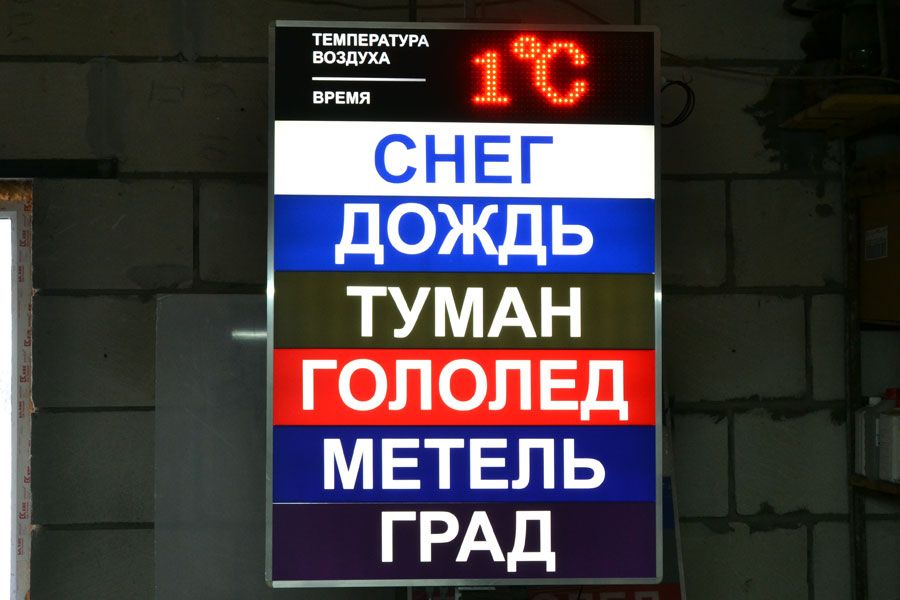 ТЕМПЕРАТУРА
ВОЗДУХА
1°C
ВРЕМЯ
СНЕГ
ДОЖДЬ
ТУМАН
ГОЛОЛЕД
МЕТЕЛЬ
ГРАД